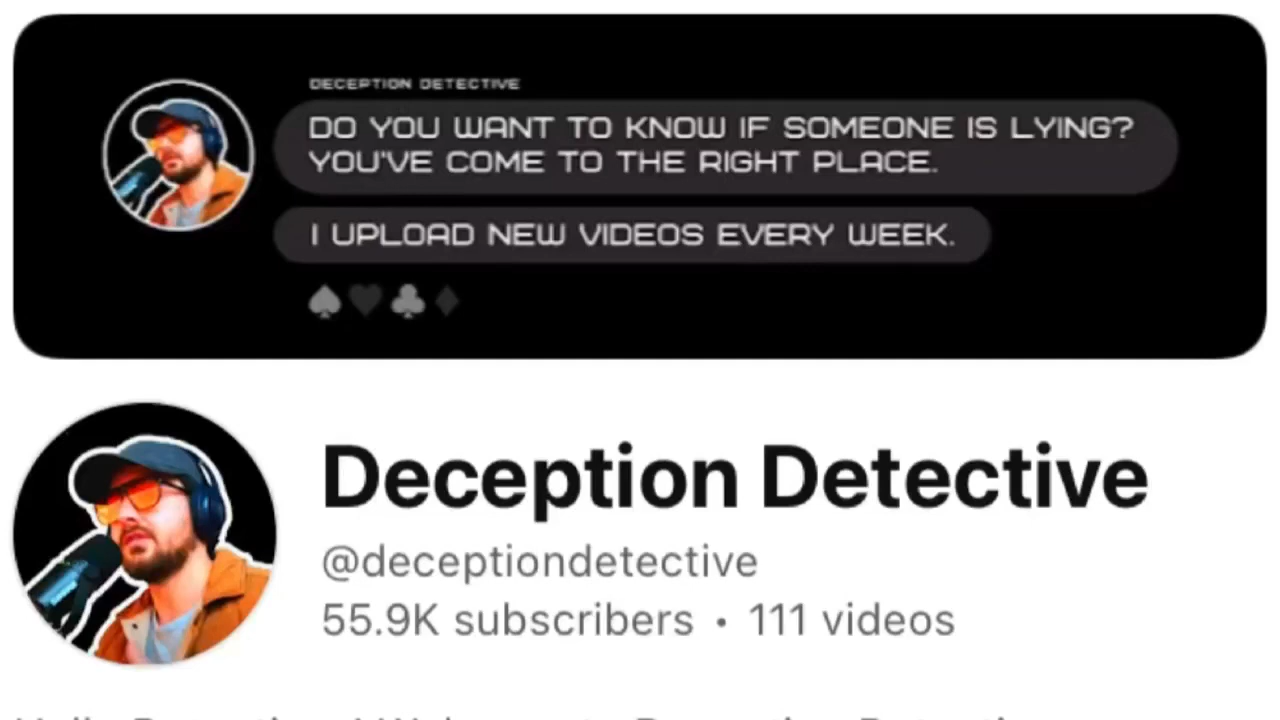 DECEPTION DETECTIVE
DO YOU WANT TO KNOW IF SOMEONE IS LYING?
YOU'VE COME TO THE RIGHT PLACE.
I UPLOAD NEW VIDEOS EVERY WEEK.
Deception Detective
@deceptiondetective
55.9K subscribers • 111 videos